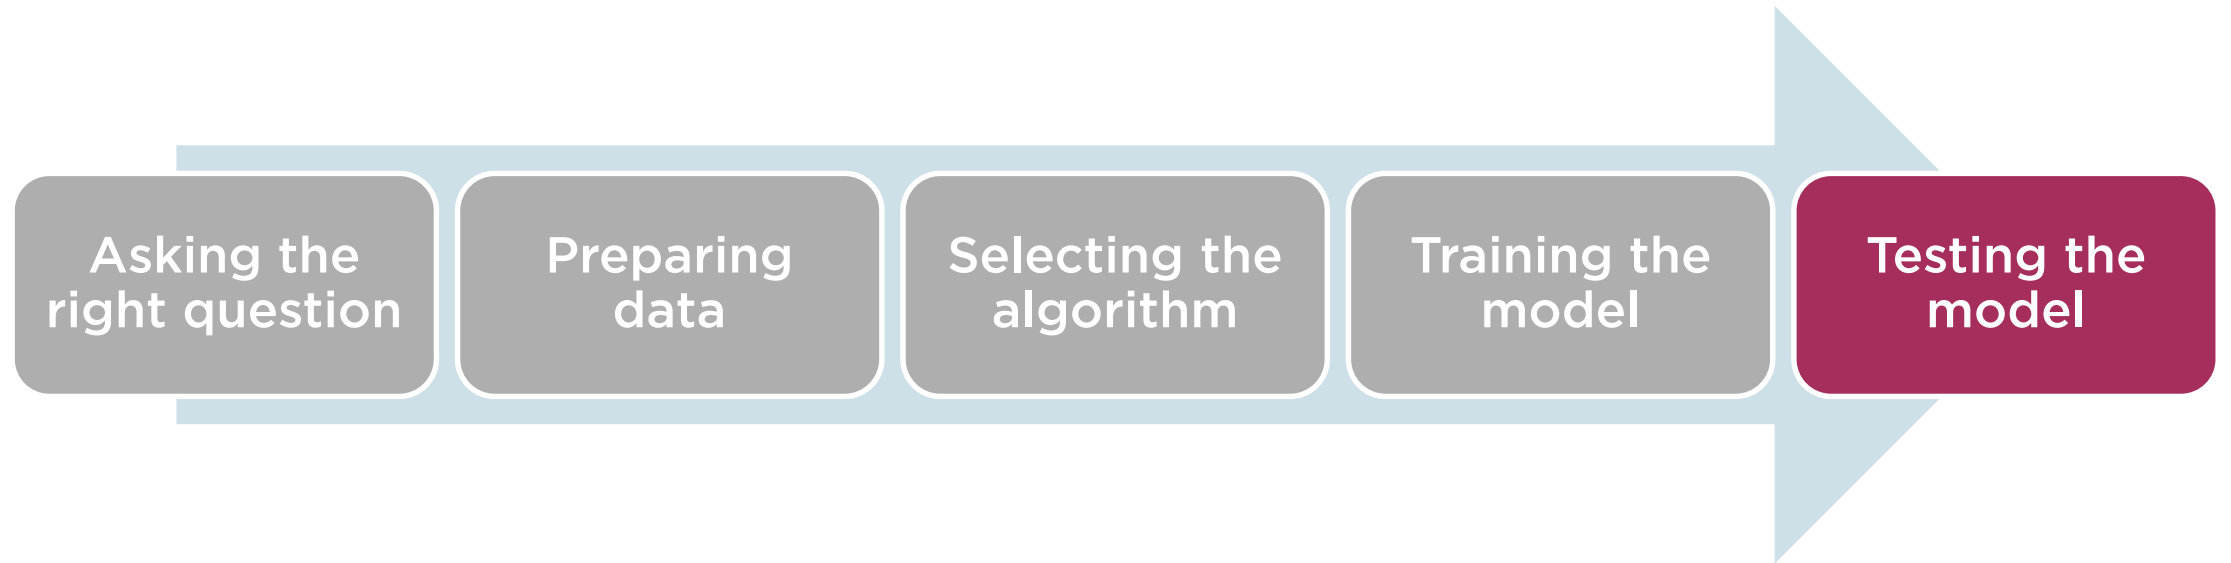 Asking the
right question
Preparing
data
Selecting the
algorithm
Training the
model
Testing the
model